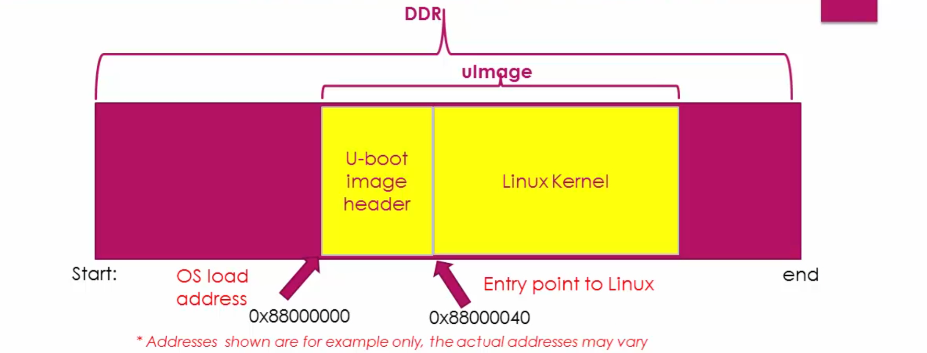 DDR
uImage
U-boot
image
header
Linux Kernel
Start:
OS load
address
Entry point to Linux
end
0x88000000
0x88000040
* Addresses shown are for example only, the actual addresses may vary